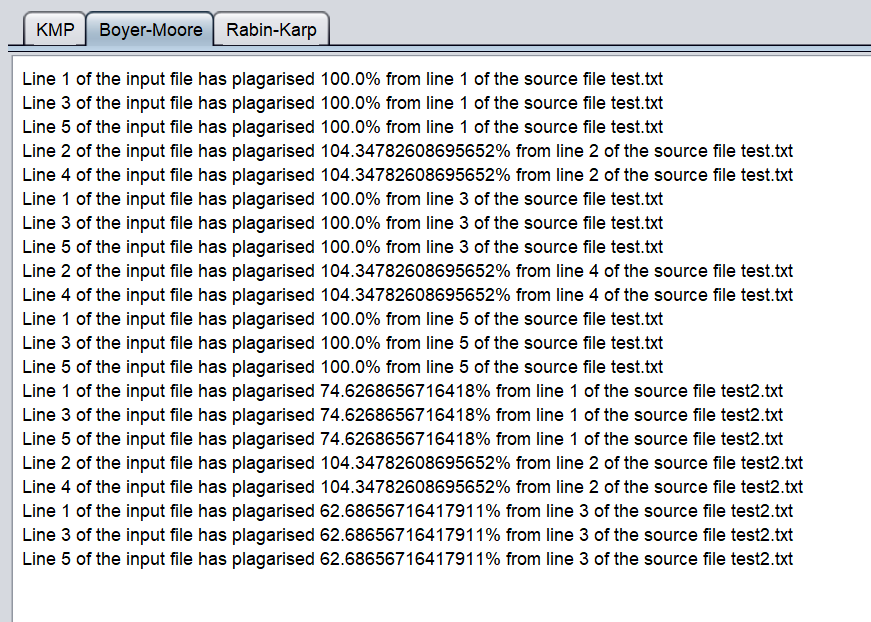 KMP Boyer-Moore Rabin-Karp
Line 1 of the input file has plagarised 100.0% from line 1 of the source file test.txt
Line 3 of the input file has plagarised 100.0% from line 1 of the source file test.txt
Line 5 of the input file has plagarised 100.0% from line 1 of the source file test.txt
Line 2 of the input file has plagarised 104.34782608695652% from line 2 of the source file test.txt
Line 4 of the input file has plagarised 104.34782608695652% from line 2 of the source file test.txt
Line 1 of the input file has plagarised 100.0% from line 3 of the source file test.txt
Line 3 of the input file has plagarised 100.0% from line 3 of the source file test.txt
Line 5 of the input file has plagarised 100.0% from line 3 of the source file test.txt
Line 2 of the input file has plagarised 104.34782608695652% from line 4 of the source file test.txt
Line 4 of the input file has plagarised 104.34782608695652% from line 4 of the source file test.txt
Line 1 of the input file has plagarised 100.0% from line 5 of the source file test.txt
Line 3 of the input file has plagarised 100.0% from line 5 of the source file test.txt
Line 5 of the input file has plagarised 100.0% from line 5 of the source file test.txt
Line 1 of the input file has plagarised 74.6268656716418% from line 1 of the source file test2.txt
Line 3 of the input file has plagarised 74.6268656716418% from line 1 of the source file test2.txt
Line 5 of the input file has plagarised 74.6268656716418% from line 1 of the source file test2.txt
Line 2 of the input file has plagarised 104.34782608695652% from line 2 of the source file test2.txt
Line 4 of the input file has plagarised 104.34782608695652% from line 2 of the source file test2.txt
Line 1 of the input file has plagarised 62.68656716417911% from line 3 of the source file test2.txt
Line 3 of the input file has plagarised 62.68656716417911% from line 3 of the source file test2.txt
Line 5 of the input file has plagarised 62.68656716417911% from line 3 of the source file test2.txt